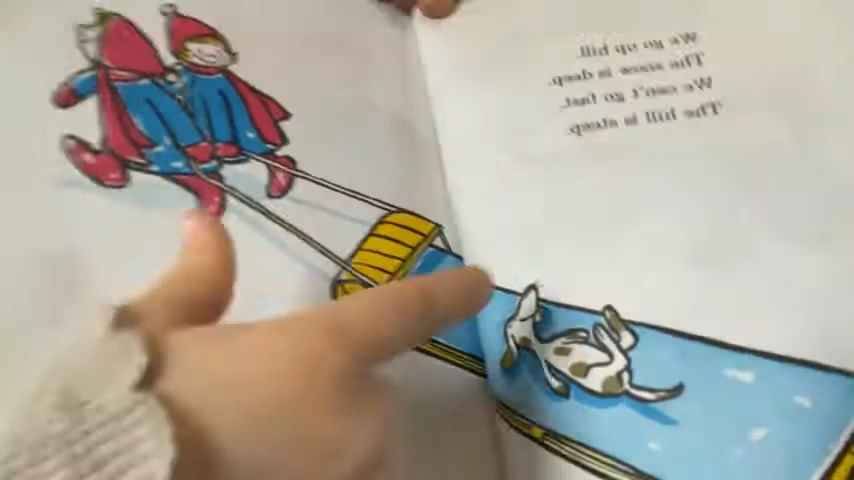 We go up hill.
The snow is deep.
We can't go fast.
The hill is steep.